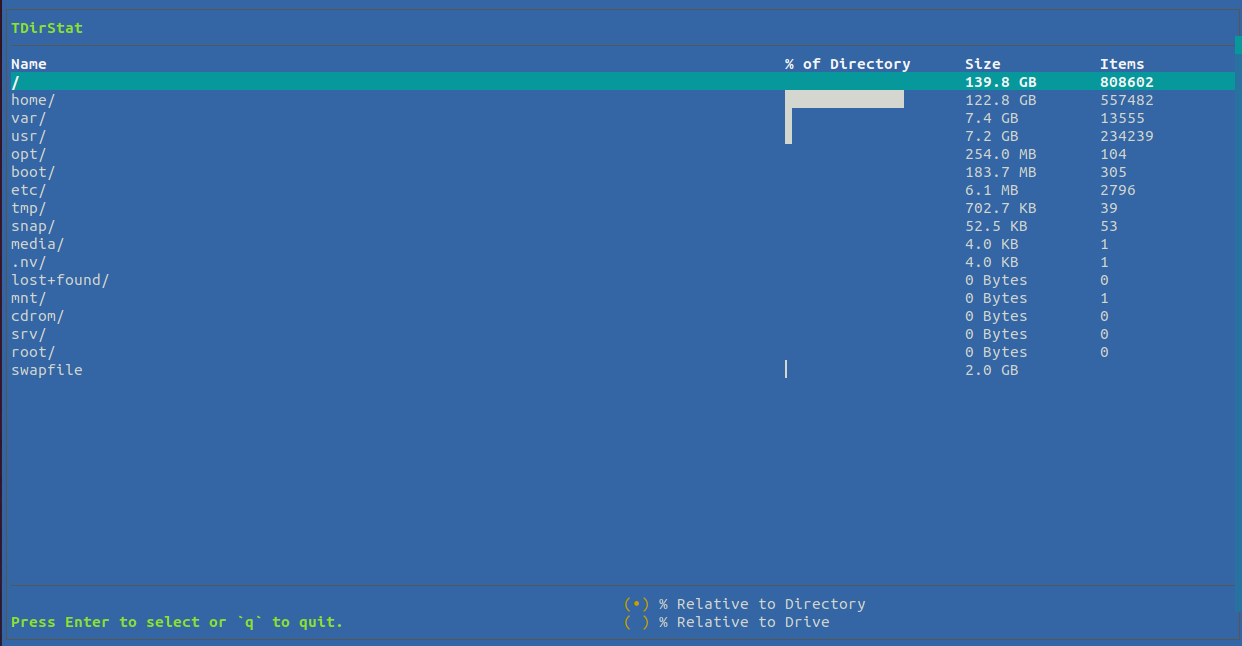 TDirStat
Name % of Directory Size Items
/ 139.8 GB 808602
home/ 122.8 GB 557482
var/ 7.4 GB 13555
usr/ 7.2 GB 234239
opt/ 254.0 MB 104
boot/ 183.7 MB 305
etc/ 6.1 MB 2796
tmp/ 702.7 KB 39
snap/ 52.5 KB 53
media/ 4.0 KB 1
.nv/ 4.0 KB 1
lost+found/ 0 Bytes 0
mnt/ 0 Bytes 1
cdrom/ 0 Bytes 0
srv/ 0 Bytes 0
root/ 0 Bytes 0
swapfile 2.0 GB
(•) % Relative to Directory
Press Enter to select or `q` to quit. ( ) % Relative to Drive